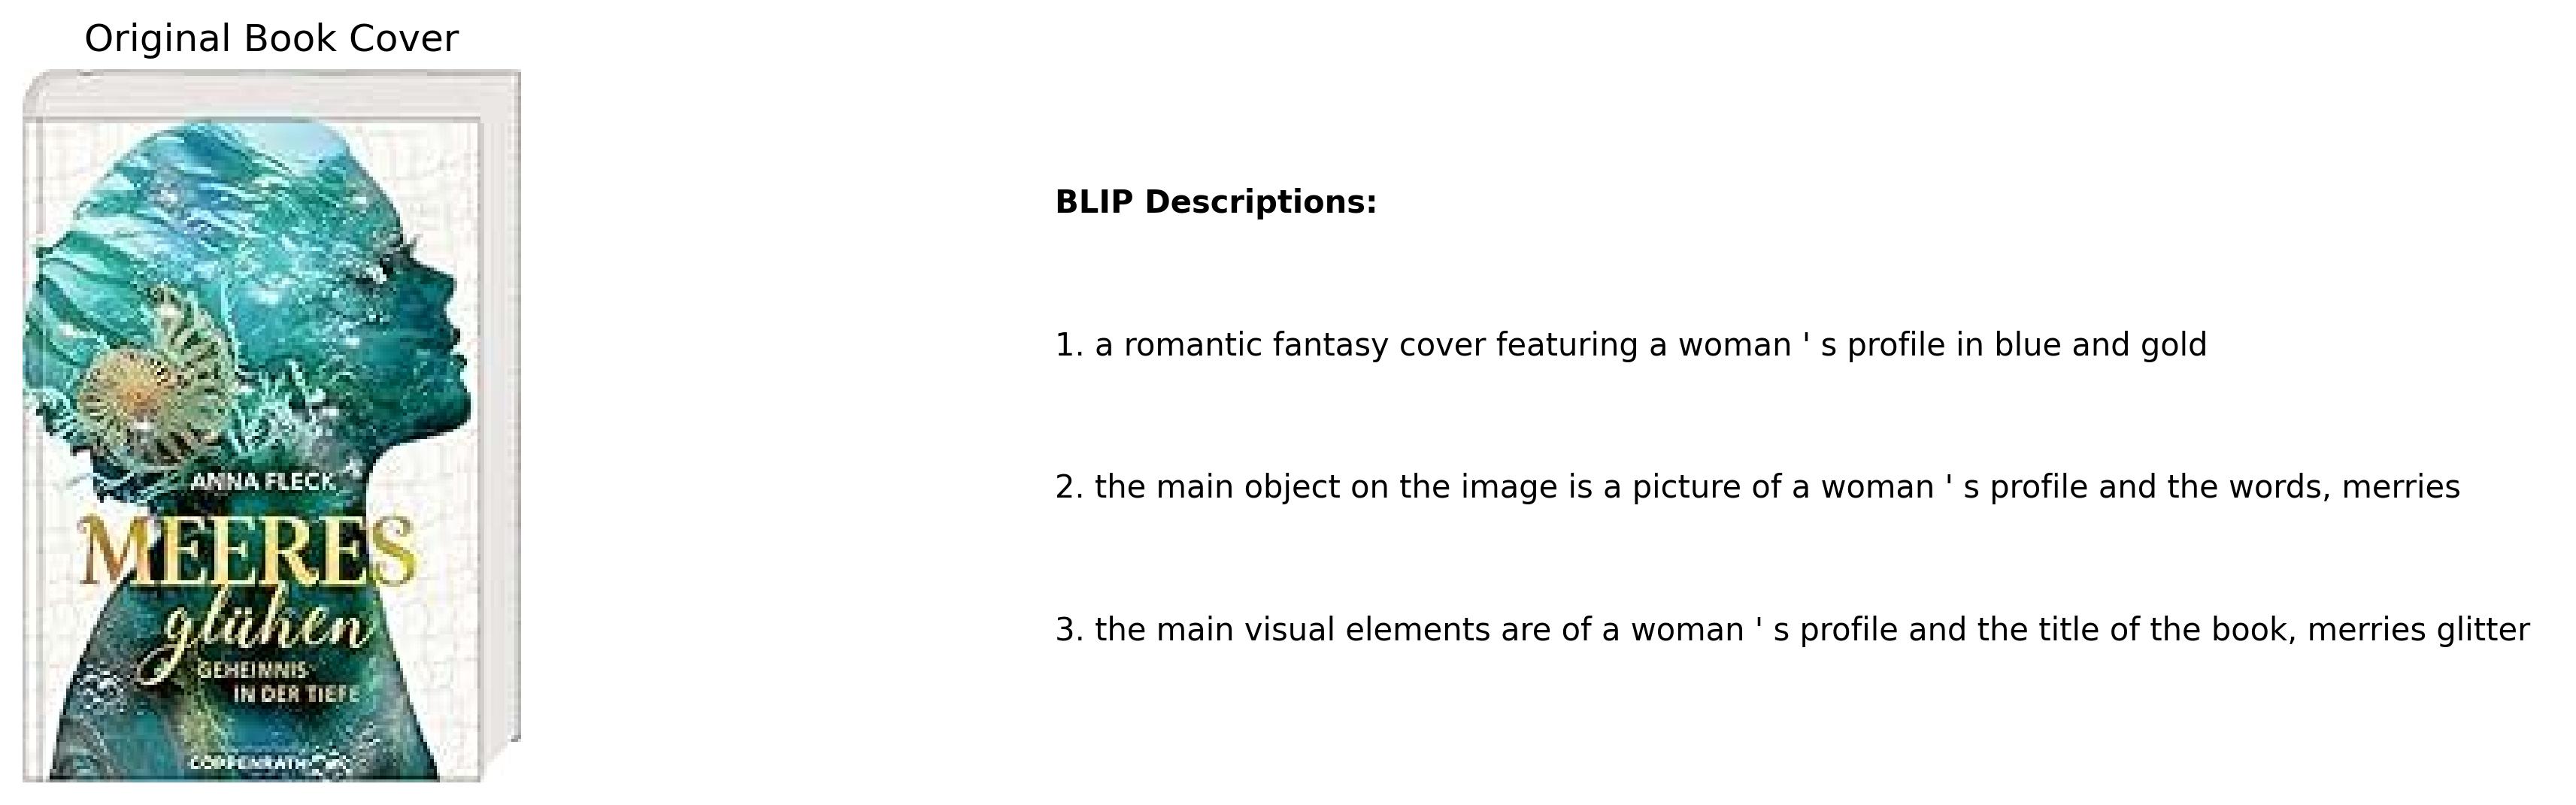 Original Book Cover
ANNA FLECK
MEERES
glühen
GEHEIMNIS
IN DER TIEFE
COPPENRATH
BLIP Descriptions:
1. a romantic fantasy cover featuring a woman ' s profile in blue and gold
2. the main object on the image is a picture of a woman ' s profile and the words, merries
3. the main visual elements are of a woman ' s profile and the title of the book, merries glitter